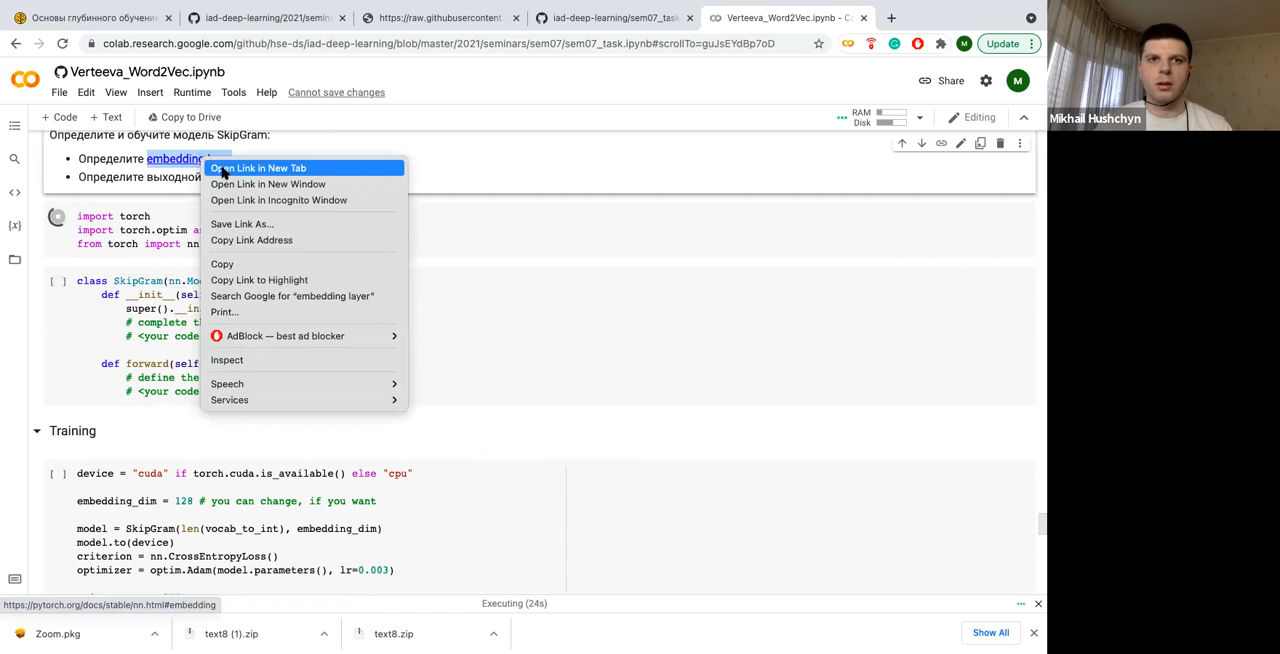 Основы глубинного обучения
iad-deep-learning/2021/semin
https://raw.githubusercontent.
iad-deep-learning/sem07_task.
Verteeva_Word2Vec.ipynb - Co
colab.research.google.com/github/hse-ds/iad-deep-learning/blob/master/2021/seminars/sem07/sem07_task.ipynb#scrollTo=guJsEYdBp7oD
M
Update
Verteeva_Word2Vec.ipynb
Share
M
File Edit View Insert Runtime Tools Help Cannot save changes
+ Code + Text Copy to Drive
RAM
Disk
Editing
Mikhail Hushchyn
Определите и обучите модель SkipGram:
Определите embedding
Определите выходной
Open Link in New Tab
Open Link in New Window
Open Link in Incognito Window
Save Link As...
Copy Link Address
Copy
Copy Link to Highlight
Search Google for "embedding layer"
Print...
AdBlock — best ad blocker
Inspect
Speech
Services
import torch
import torch.optim as
from torch import nn
[ ] class SkipGram(nn.Mo
def __init__(sel
super().__in
# complete th
# <your code
def forward(self
# define the
# <your code
Training
[ ] device = "cuda" if torch.cuda.is_available() else "cpu"
embedding_dim = 128 # you can change, if you want
model = SkipGram(len(vocab_to_int), embedding_dim)
model.to(device)
criterion = nn.CrossEntropyLoss()
optimizer = optim.Adam(model.parameters(), lr=0.003)
https://pytorch.org/docs/stable/nn.html#embedding
Executing (24s)
Zoom.pkg
text8 (1).zip
text8.zip
Show All